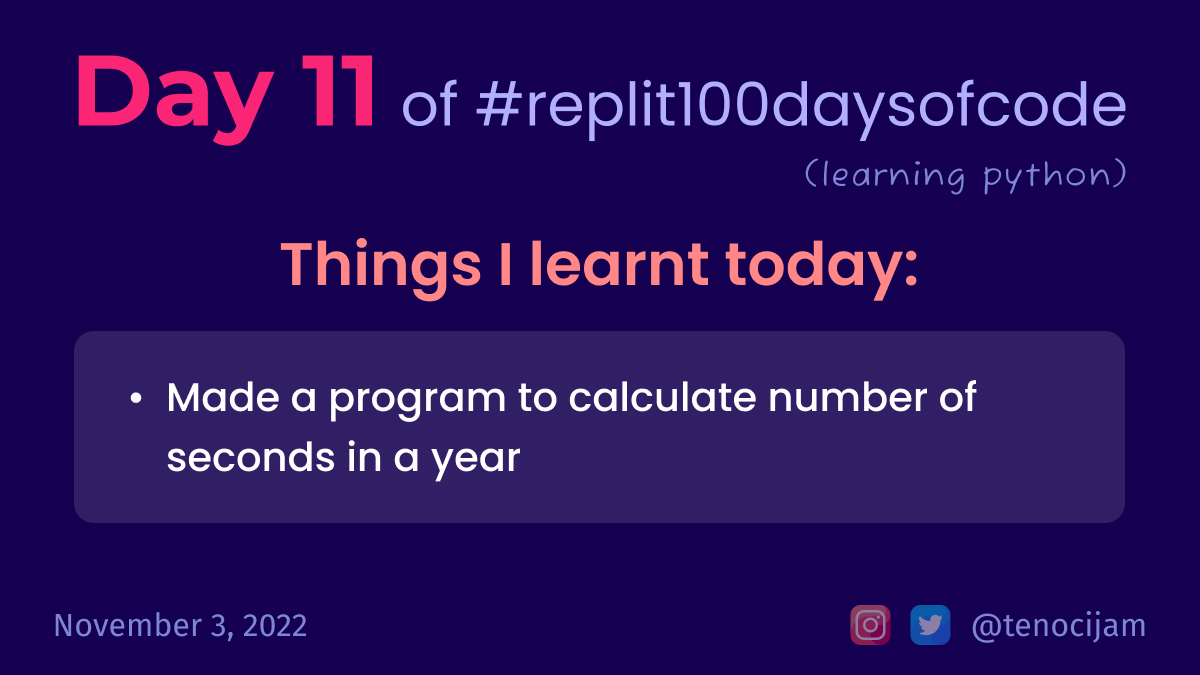 Day 11 of #replit100daysofcode
(learning python)
Things I learnt today:
• Made a program to calculate number of
seconds in a year
November 3, 2022
@tenocijam